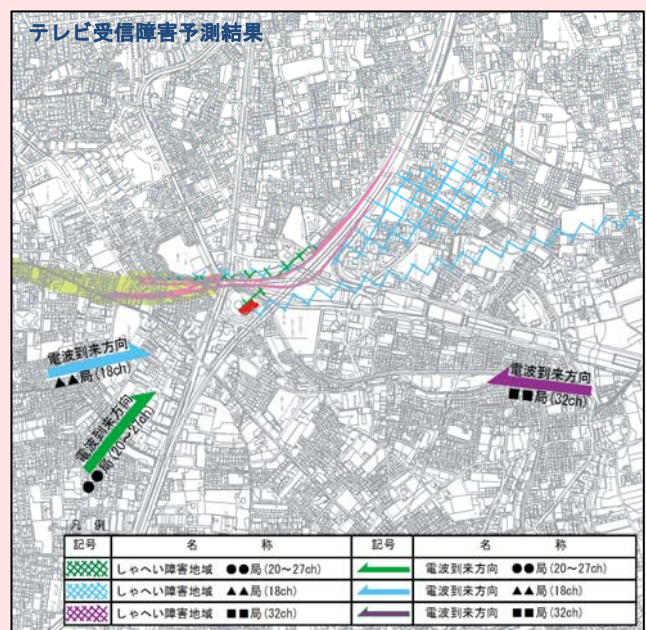 テレビ受信障害予測結果
電波到来方向
▲▲局(18ch)
電波到来方向
●●局(20～27ch)
電波到来方向
■■局(32ch)
凡 例
記号 名 称 記号 名 称
しゃへい障害地域 ●●局(20～27ch) 電波到来方向 ●●局(20～27ch)
しゃへい障害地域 ▲▲局(18ch) 電波到来方向 ▲▲局(18ch)
しゃへい障害地域 ■■局(32ch) 電波到来方向 ■■局(32ch)